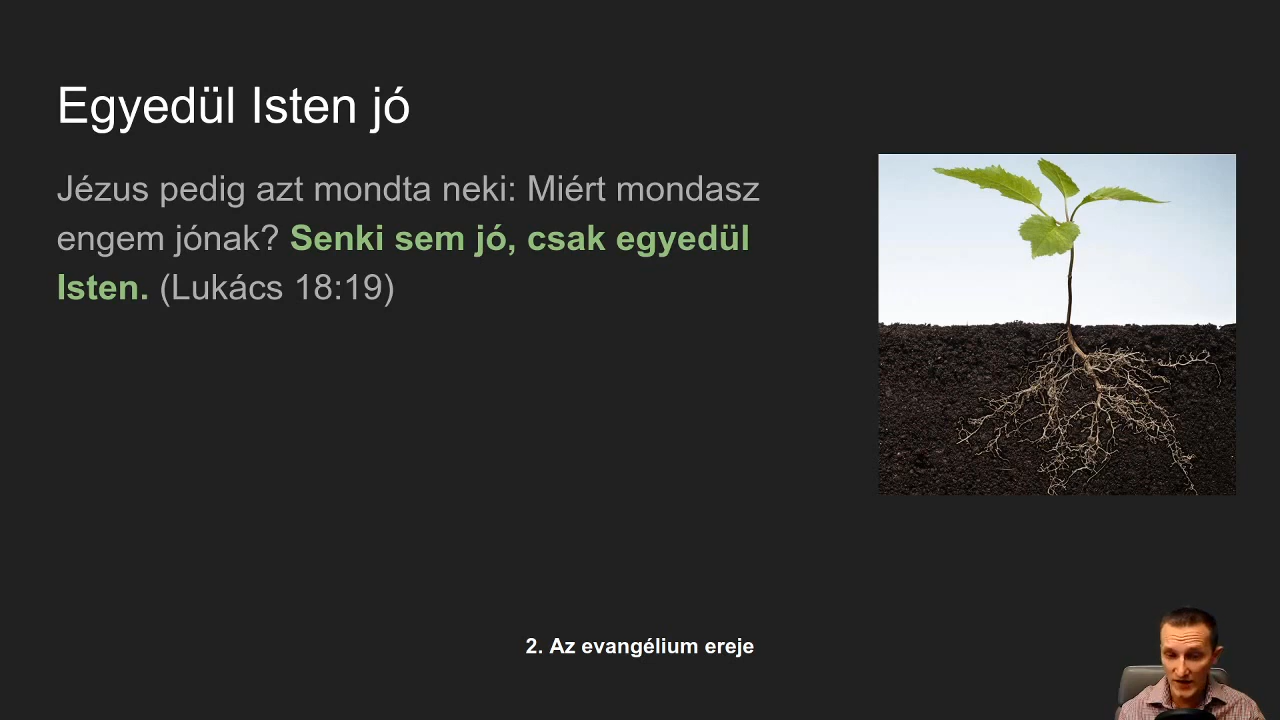 Egyedül Isten jó
Jézus pedig azt mondta neki: Miért mondasz
engem jónak? Senki sem jó, csak egyedül
Isten. (Lukács 18:19)
2. Az evangélium ereje